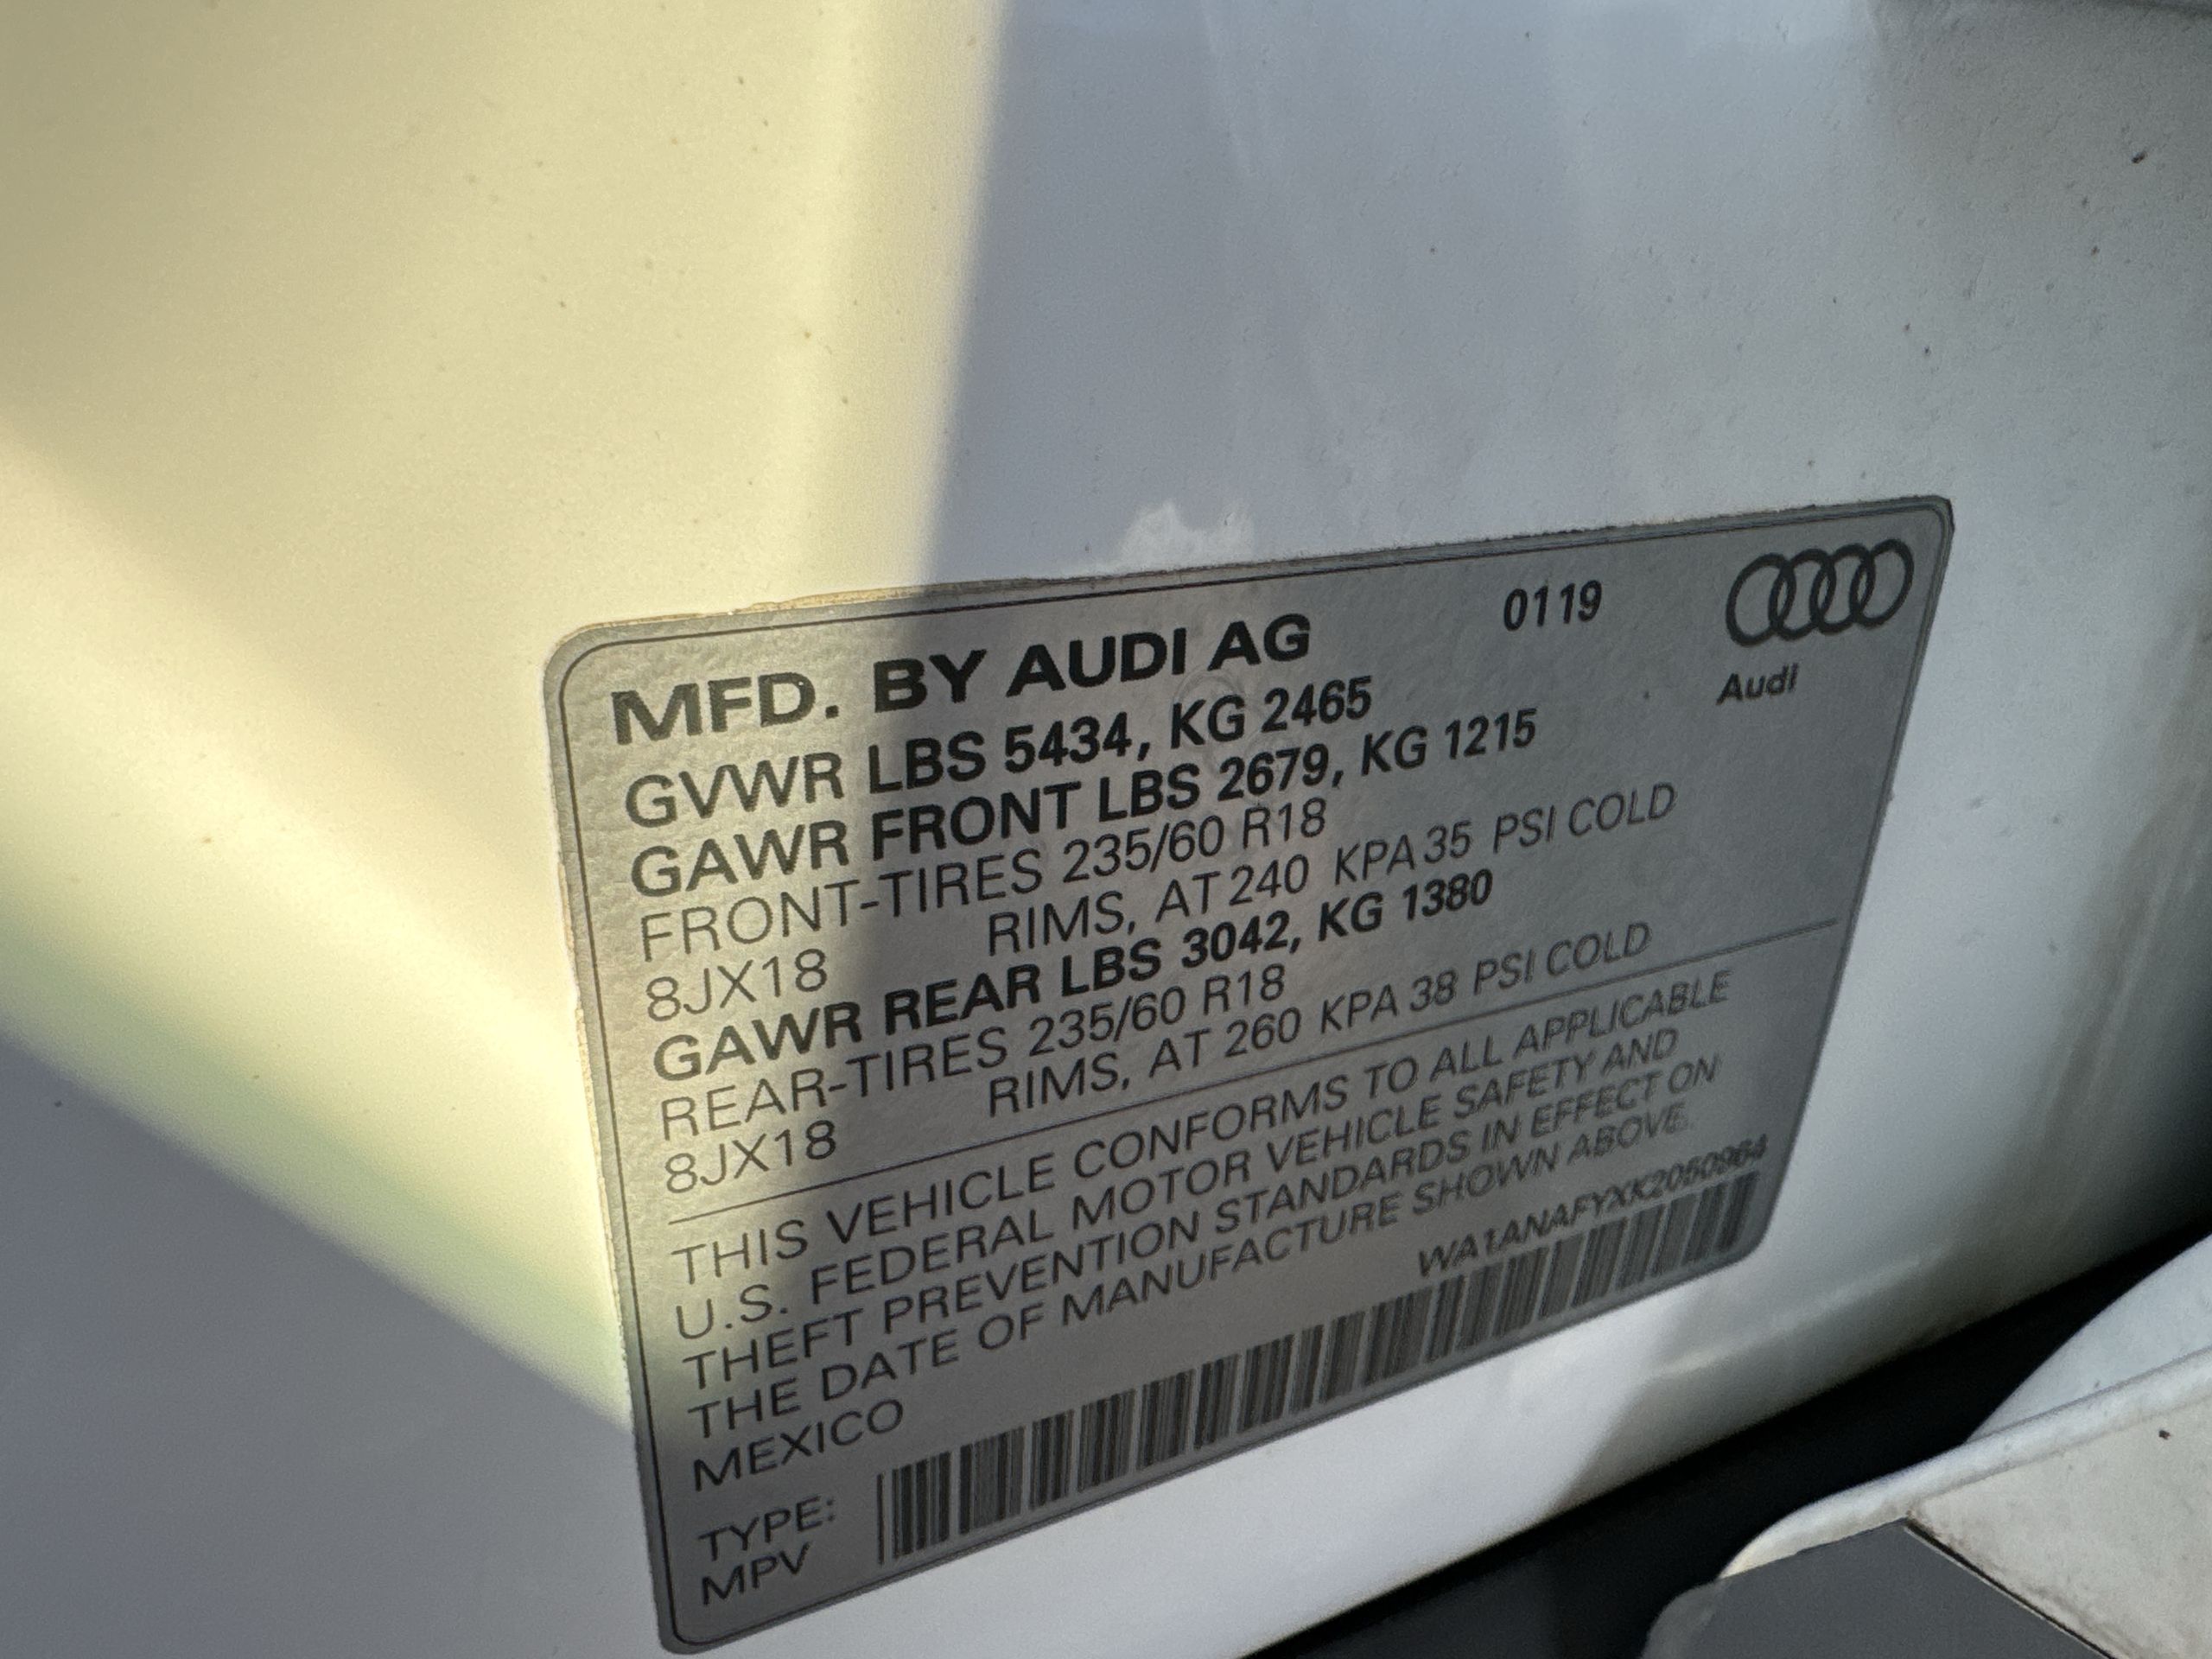 MFD. BY AUDI AG 0119
Audi
GVWR LBS 5434, KG 2465
GAWR FRONT LBS 2679, KG 1215
FRONT-TIRES 235/60 R18
8JX18 RIMS, AT 240 KPA 35 PSI COLD
GAWR REAR LBS 3042, KG 1380
REAR-TIRES 235/60 R18
8JX18 RIMS, AT 260 KPA 38 PSI COLD
THIS VEHICLE CONFORMS TO ALL APPLICABLE
U.S. FEDERAL MOTOR VEHICLE SAFETY AND
THEFT PREVENTION STANDARDS IN EFFECT ON
THE DATE OF MANUFACTURE SHOWN ABOVE.
MEXICO WA1ANAFYXK2050964
TYPE:
MPV